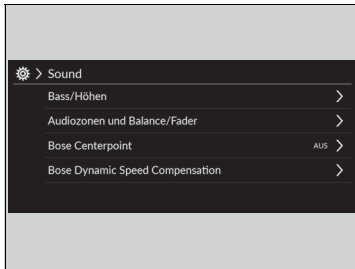 Sound
Bass/Höhen
Audiozonen und Balance/Fader
Bose Centerpoint AUS
Bose Dynamic Speed Compensation